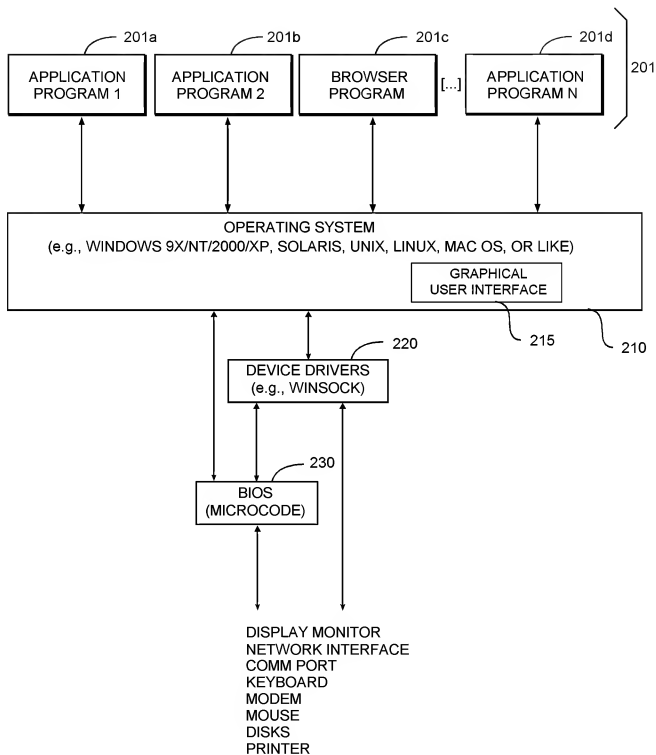 201a
201b
201c
201d
201
APPLICATION
PROGRAM 1
APPLICATION
PROGRAM 2
BROWSER
PROGRAM
[...]
APPLICATION
PROGRAM N
OPERATING SYSTEM
(e.g., WINDOWS 9X/NT/2000/XP, SOLARIS, UNIX, LINUX, MAC OS, OR LIKE)
GRAPHICAL
USER INTERFACE
215
210
220
DEVICE DRIVERS
(e.g., WINSOCK)
230
BIOS
(MICROCODE)
DISPLAY MONITOR
NETWORK INTERFACE
COMM PORT
KEYBOARD
MODEM
MOUSE
DISKS
PRINTER